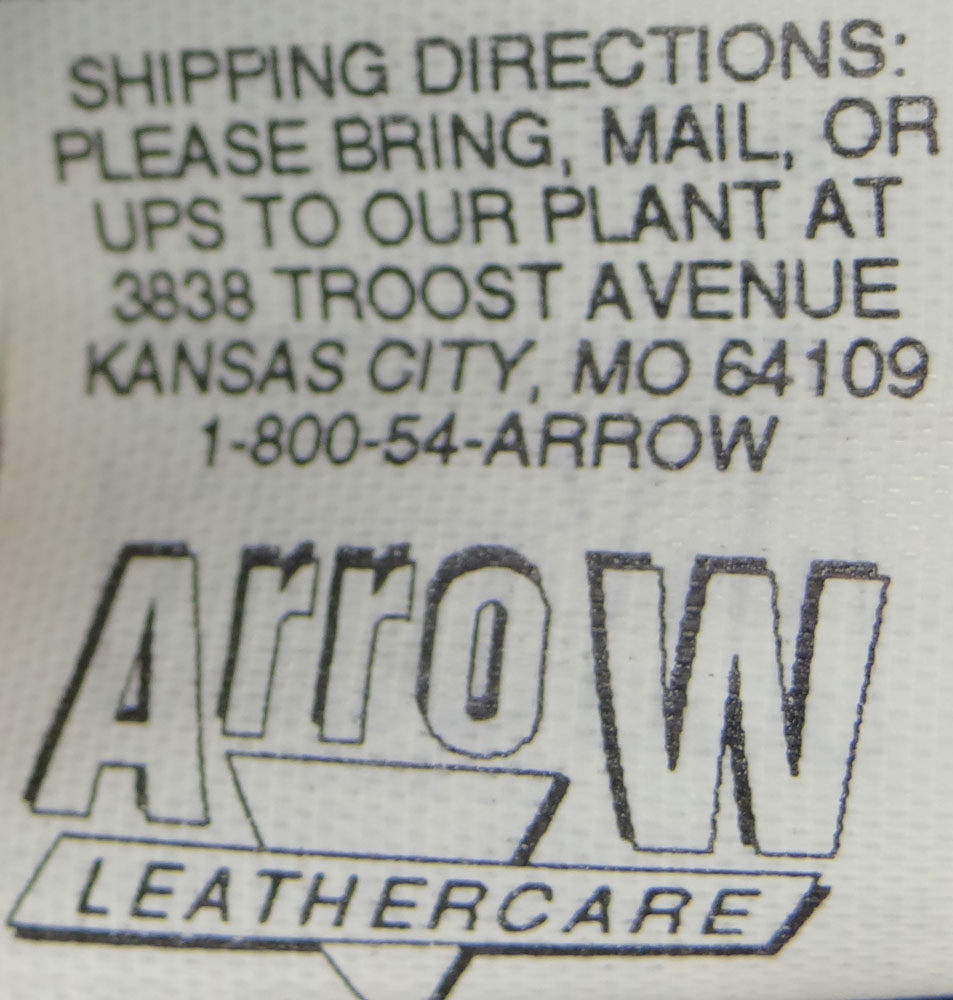 SHIPPING DIRECTIONS:
PLEASE BRING, MAIL, OR
UPS TO OUR PLANT AT
3838 TROOST AVENUE
KANSAS CITY, MO 64109
1-800-54-ARROW
ArroW
LEATHERCARE